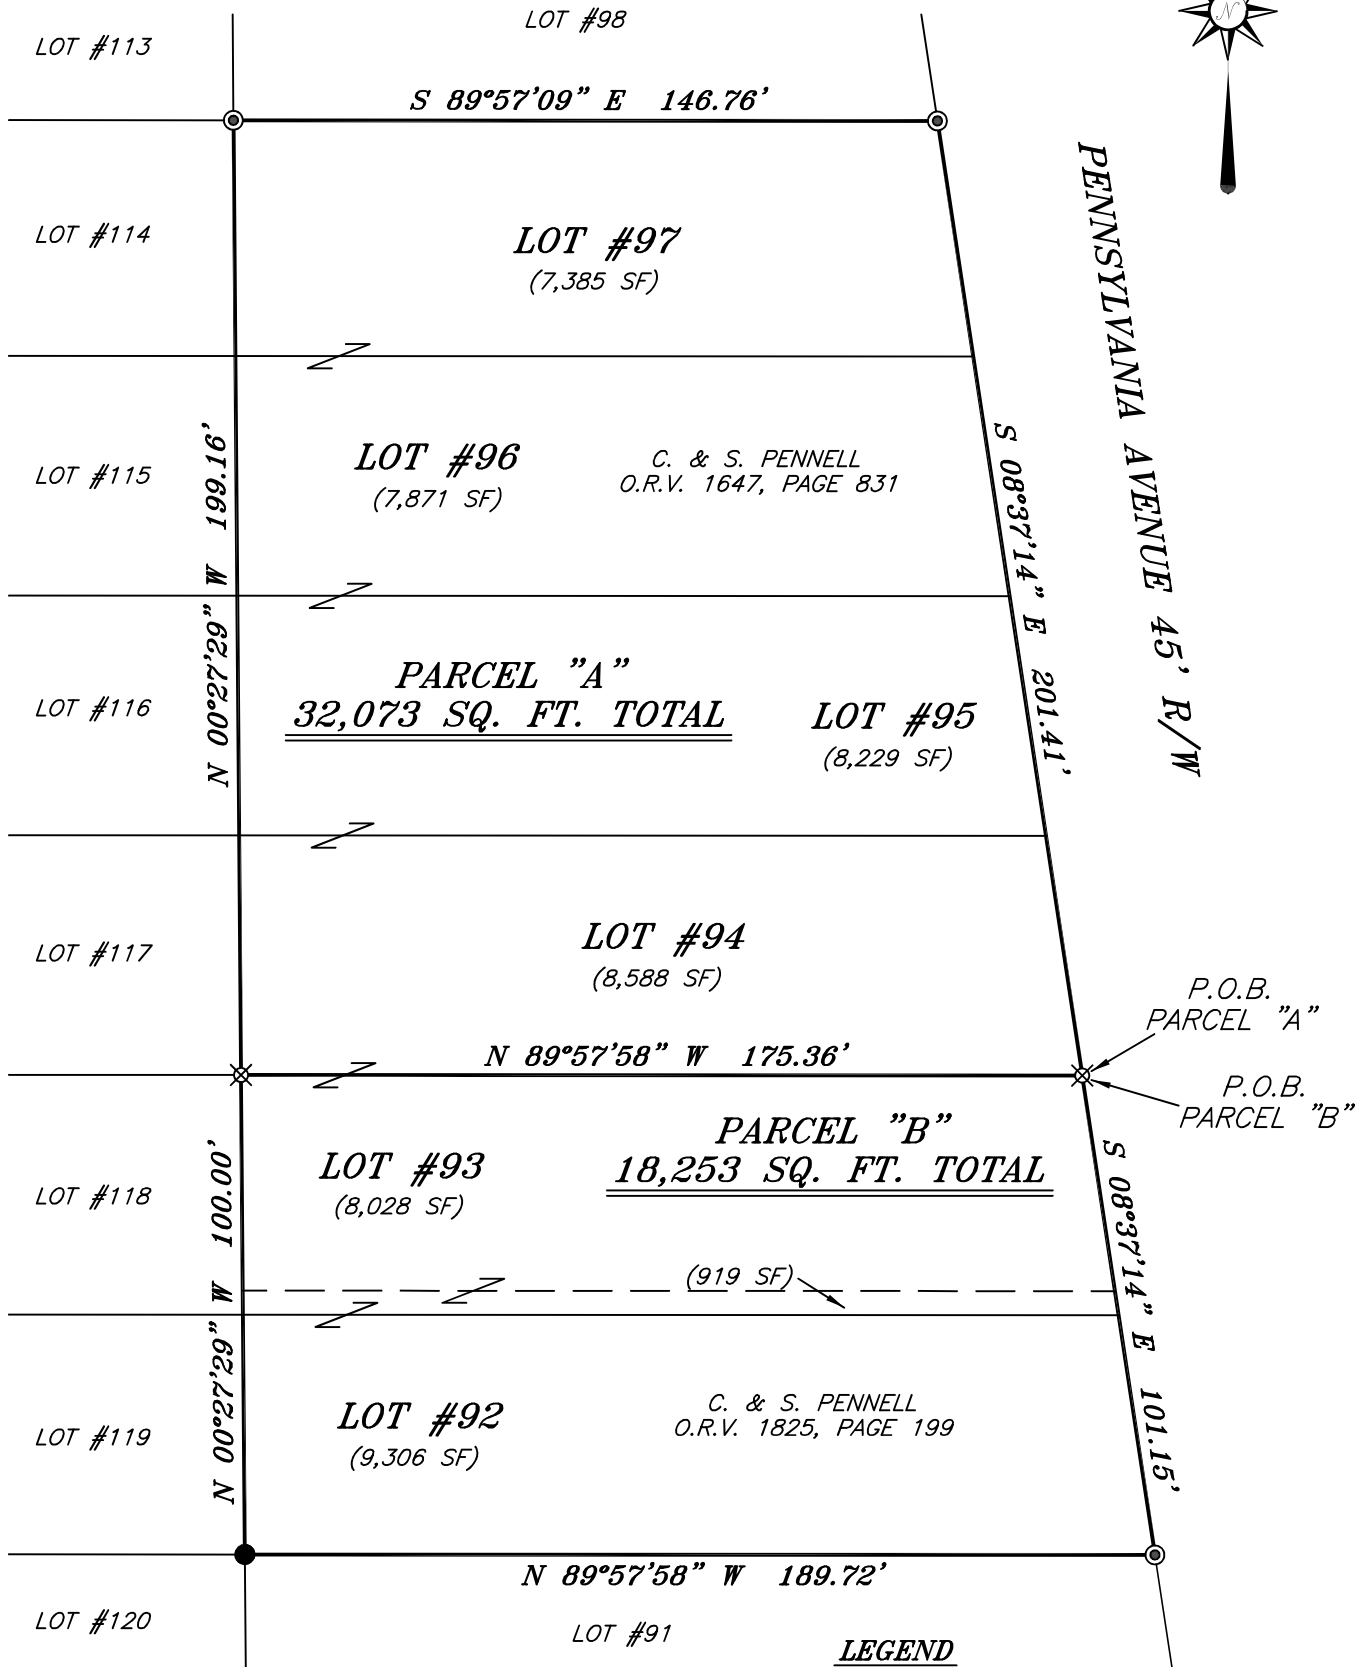 LOT #98
N
LOT #113
S 89°57'09" E 146.76'
PENNSYLVANIA AVENUE 45' R/W
LOT #114
LOT #97
(7,385 SF)
N 00°27'29" W 199.16'
S 08°37'14" E 201.41'
LOT #115
LOT #96
(7,871 SF)
C. & S. PENNELL
O.R.V. 1647, PAGE 831
LOT #116
PARCEL "A"
32,073 SQ. FT. TOTAL
LOT #95
(8,229 SF)
LOT #117
LOT #94
(8,588 SF)
P.O.B.
PARCEL "A"
N 89°57'58" W 175.36'
P.O.B.
PARCEL "B"
PARCEL "B"
18,253 SQ. FT. TOTAL
N 00°27'29" W 100.00'
S 08°37'14" E 101.15'
LOT #118
LOT #93
(8,028 SF)
(919 SF)
LOT #119
LOT #92
(9,306 SF)
C. & S. PENNELL
O.R.V. 1825, PAGE 199
N 89°57'58" W 189.72'
LOT #120
LOT #91
LEGEND